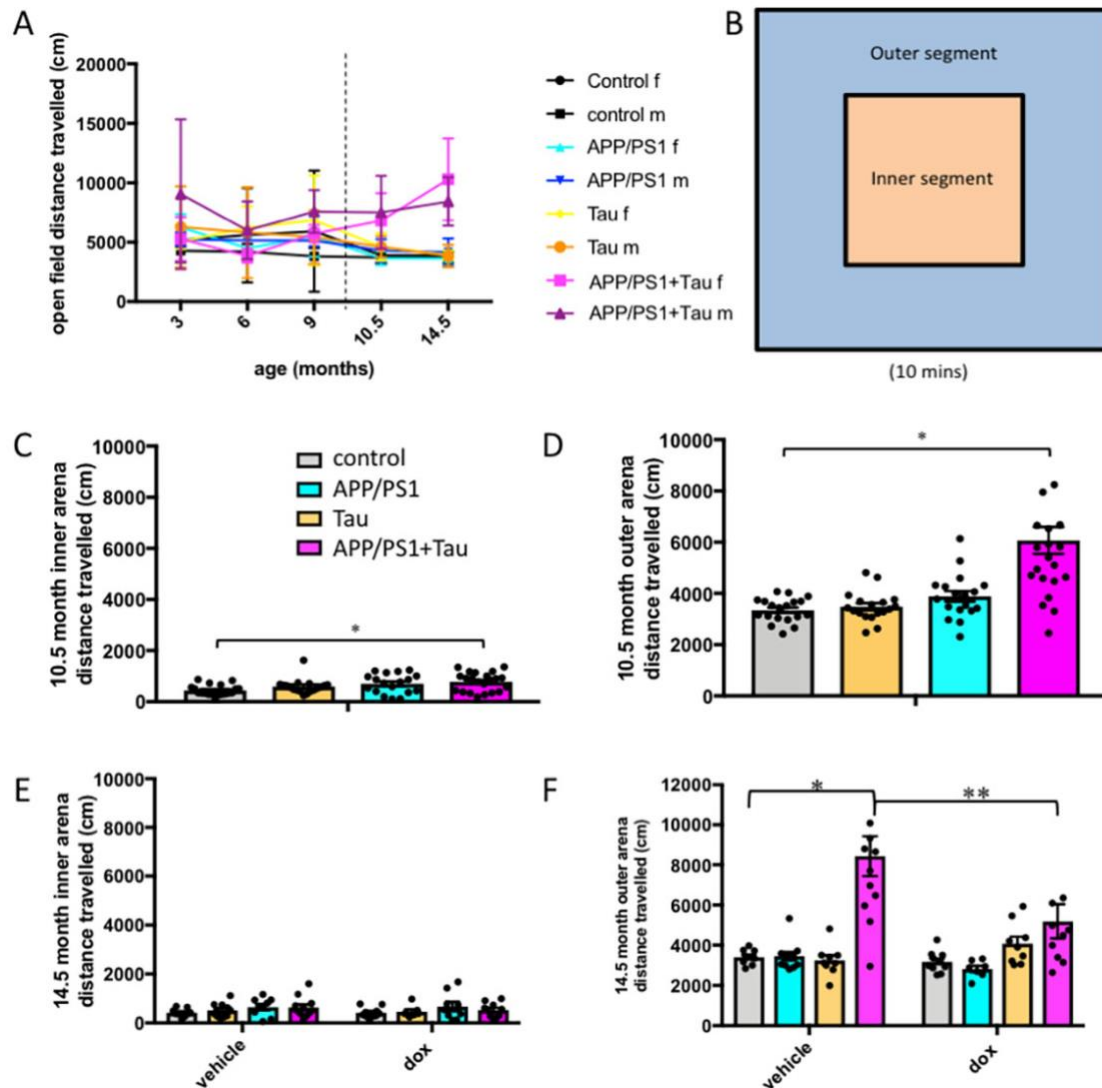 A
open field distance travelled (cm)
20000
15000
10000
5000
0
3
6
9
10.5
14.5
age (months)
Control f
control m
APP/PS1 f
APP/PS1 m
Tau f
Tau m
APP/PS1+Tau f
APP/PS1+Tau m
B
Outer segment
Inner segment
(10 mins)
C
10.5 month inner arena
distance travelled (cm)
10000
8000
6000
4000
2000
0
control
APP/PS1
Tau
APP/PS1+Tau
*
D
10.5 month outer arena
distance travelled (cm)
10000
8000
6000
4000
2000
0
*
E
14.5 month inner arena
distance travelled (cm)
10000
8000
6000
4000
2000
0
vehicle
dox
F
14.5 month outer arena
distance travelled (cm)
12000
10000
8000
6000
4000
2000
0
*
**
vehicle
dox